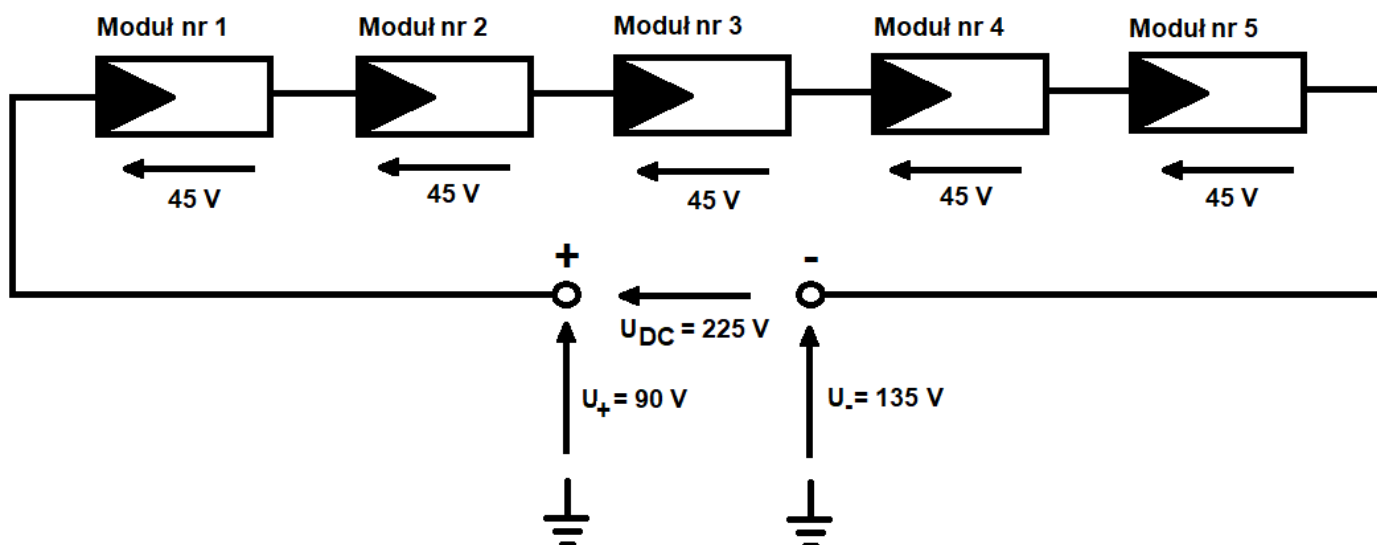 Moduł nr 1
Moduł nr 2
Moduł nr 3
Moduł nr 4
Moduł nr 5
45 V
45 V
45 V
45 V
45 V
+
-
UDC = 225 V
U+ = 90 V
U- = 135 V